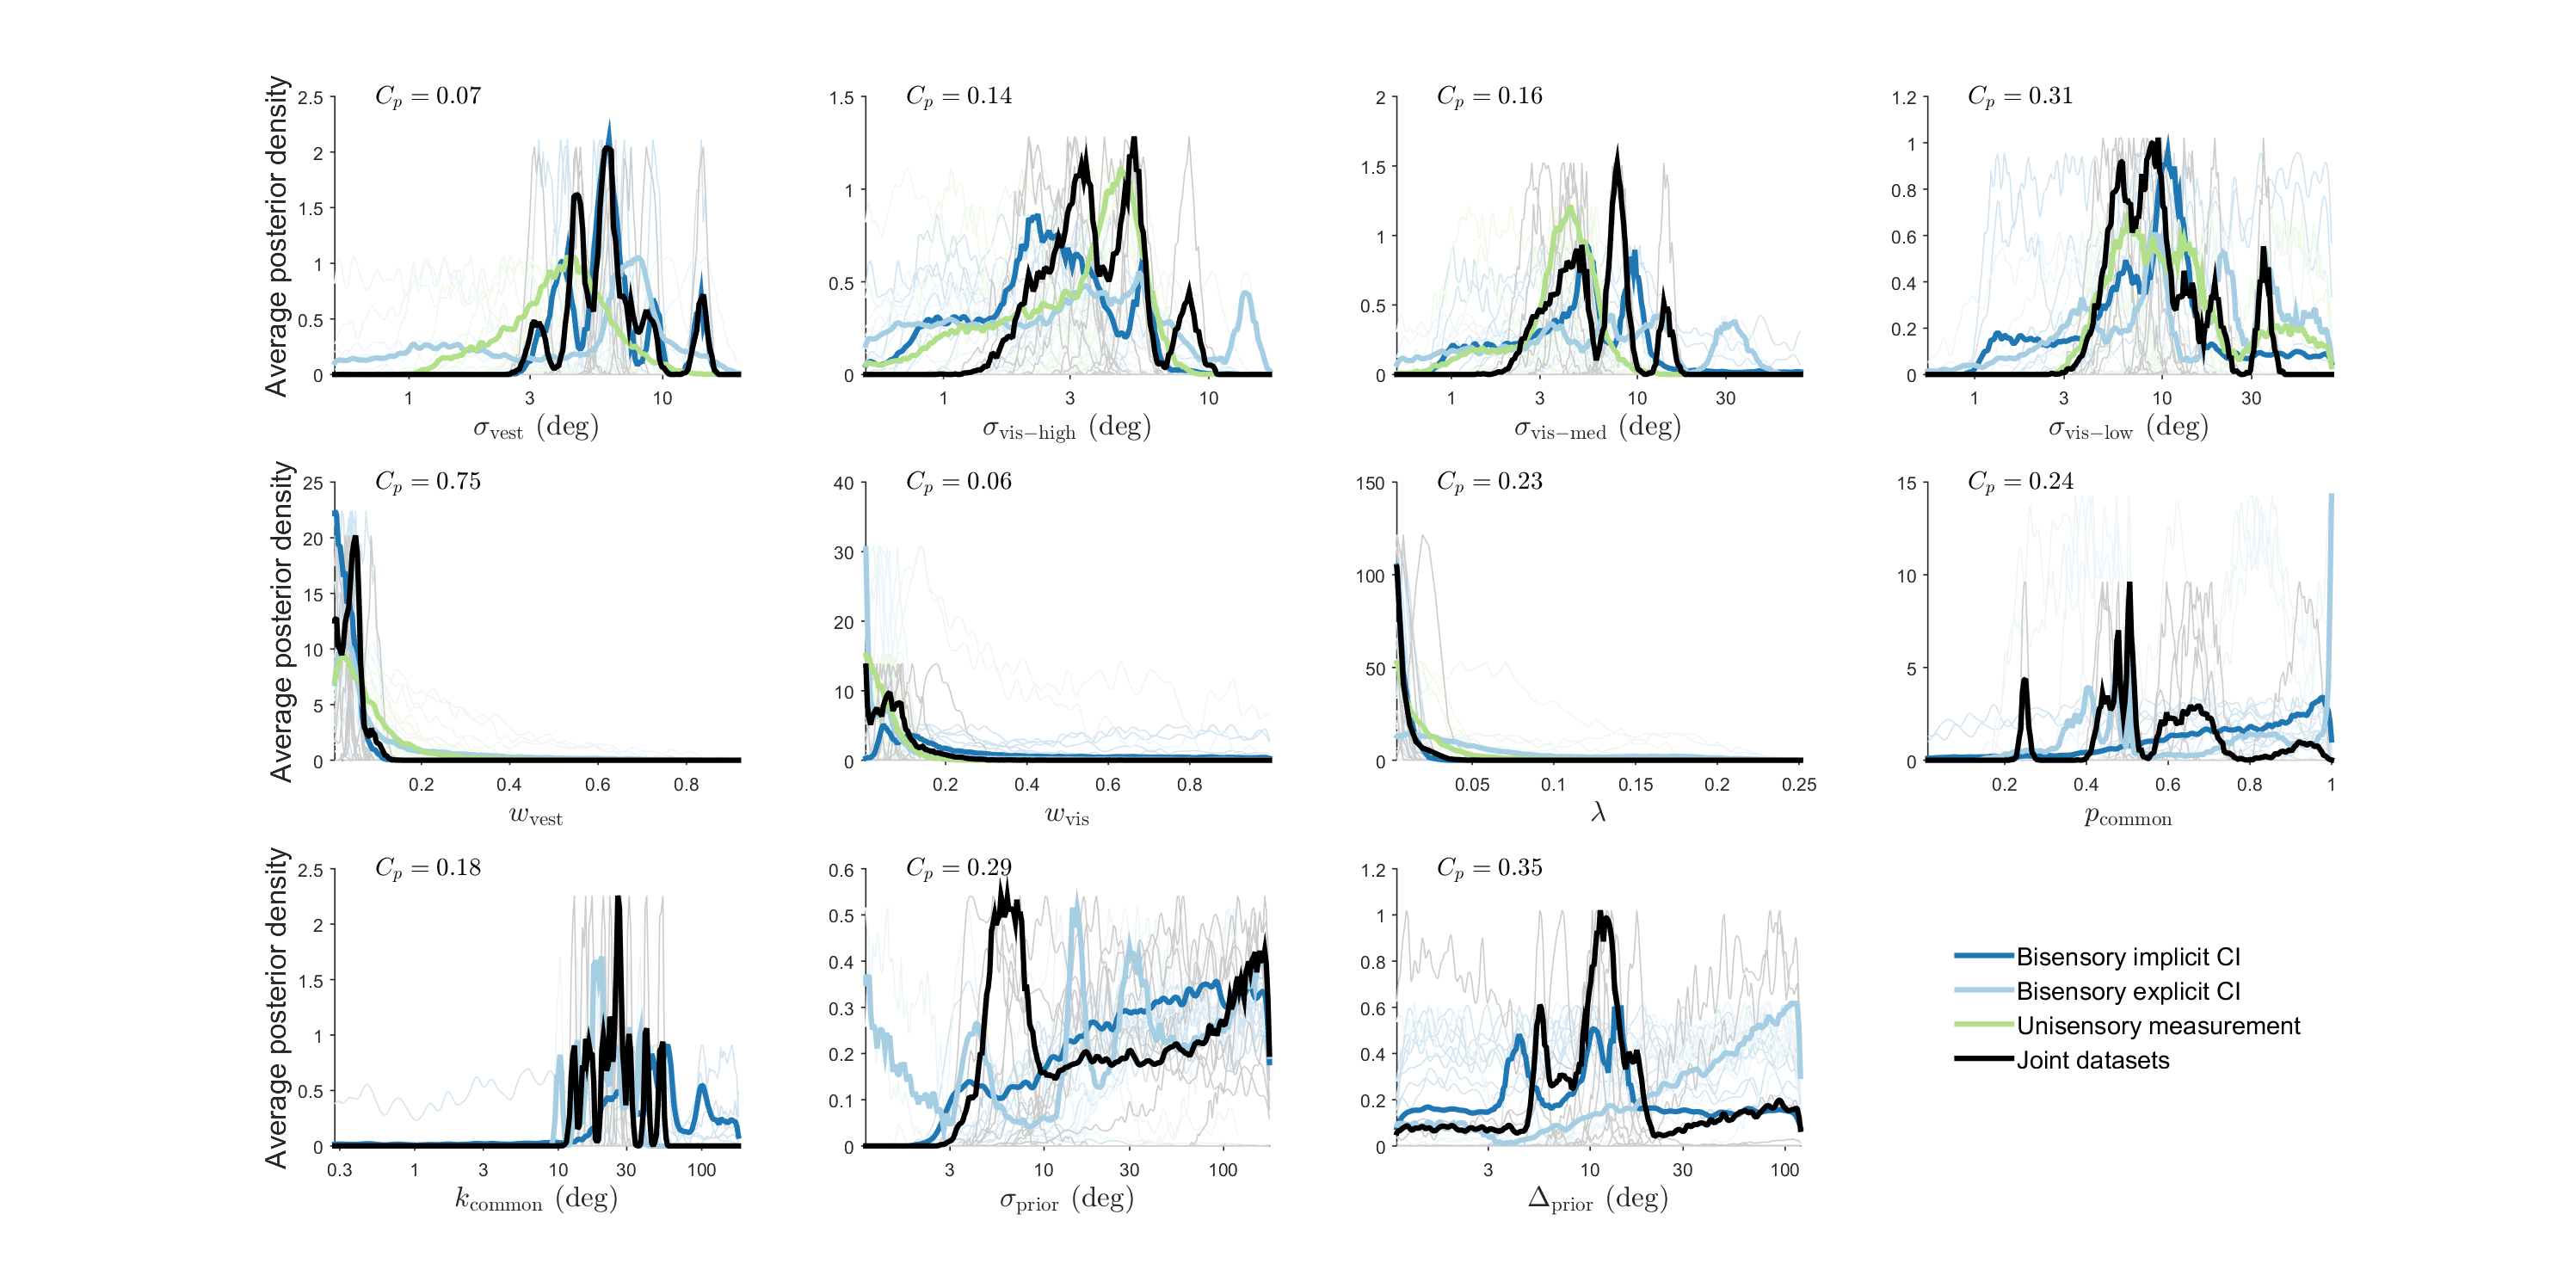 Average posterior density
C_p = 0.07
2.5
2
1.5
1
0.5
0
1 3 10
σ_vest (deg)
C_p = 0.14
1.5
1
0.5
0
1 3 10
σ_vis−high (deg)
C_p = 0.16
2
1.5
1
0.5
0
1 3 10 30
σ_vis−med (deg)
C_p = 0.31
1.2
1
0.8
0.6
0.4
0.2
0
1 3 10 30
σ_vis−low (deg)
Average posterior density
C_p = 0.75
25
20
15
10
5
0
0.2 0.4 0.6 0.8
w_vest
C_p = 0.06
40
30
20
10
0
0.2 0.4 0.6 0.8
w_vis
C_p = 0.23
150
100
50
0
0.05 0.1 0.15 0.2 0.25
λ
C_p = 0.24
15
10
5
0
0.2 0.4 0.6 0.8 1
p_common
Average posterior density
C_p = 0.18
2.5
2
1.5
1
0.5
0
0.3 1 3 10 30 100
k_common (deg)
C_p = 0.29
0.6
0.5
0.4
0.3
0.2
0.1
0
3 10 30 100
σ_prior (deg)
C_p = 0.35
1.2
1
0.8
0.6
0.4
0.2
0
3 10 30 100
Δ_prior (deg)
Bisensory implicit CI
Bisensory explicit CI
Unisensory measurement
Joint datasets